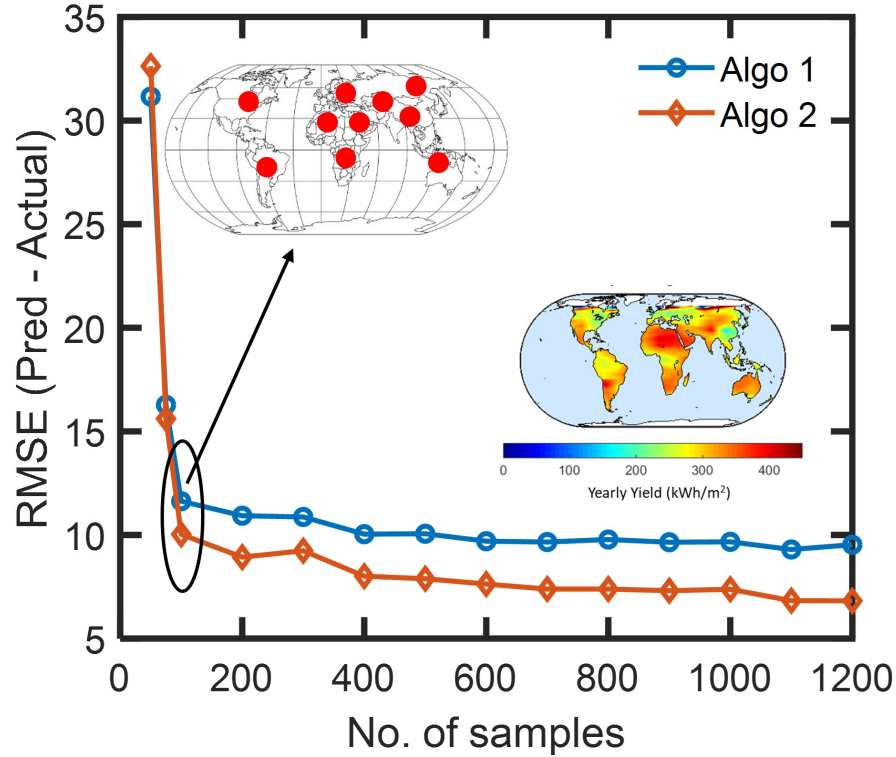 35
30
25
20
15
10
5
RMSE (Pred - Actual)
Algo 1
Algo 2
0 100 200 300 400
Yearly Yield (kWh/m²)
0 200 400 600 800 1000 1200
No. of samples